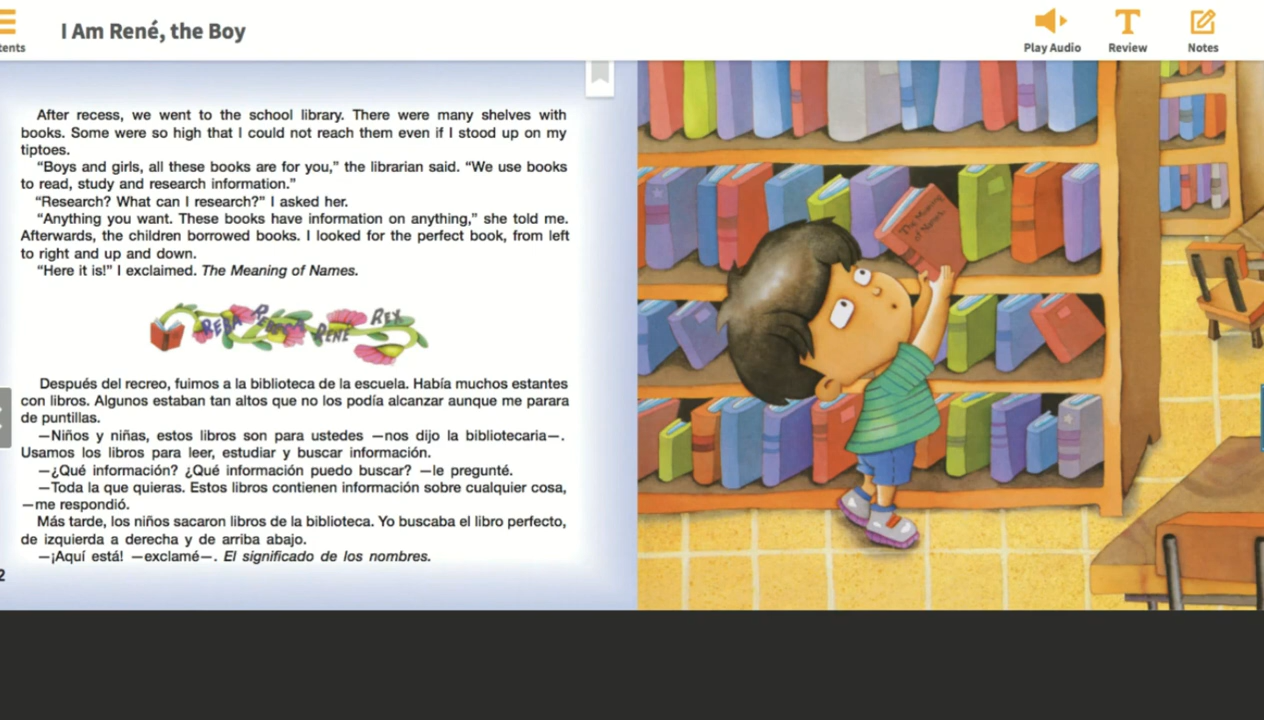 I Am René, the Boy
tents
Play Audio
Review
Notes
After recess, we went to the school library. There were many shelves with
books. Some were so high that I could not reach them even if I stood up on my
tiptoes.
“Boys and girls, all these books are for you,” the librarian said. “We use books
to read, study and research information.”
“Research? What can I research?” I asked her.
“Anything you want. These books have information on anything,” she told me.
Afterwards, the children borrowed books. I looked for the perfect book, from left
to right and up and down.
“Here it is!” I exclaimed. The Meaning of Names.
REBA
RENÉ
REX
Después del recreo, fuimos a la biblioteca de la escuela. Había muchos estantes
con libros. Algunos estaban tan altos que no los podía alcanzar aunque me parara
de puntillas.
—Niños y niñas, estos libros son para ustedes —nos dijo la bibliotecaria—.
Usamos los libros para leer, estudiar y buscar información.
—¿Qué información? ¿Qué información puedo buscar? —le pregunté.
—Toda la que quieras. Estos libros contienen información sobre cualquier cosa,
—me respondió.
Más tarde, los niños sacaron libros de la biblioteca. Yo buscaba el libro perfecto,
de izquierda a derecha y de arriba abajo.
—¡Aquí está! —exclamé—. El significado de los nombres.
2
The Meaning
of Names